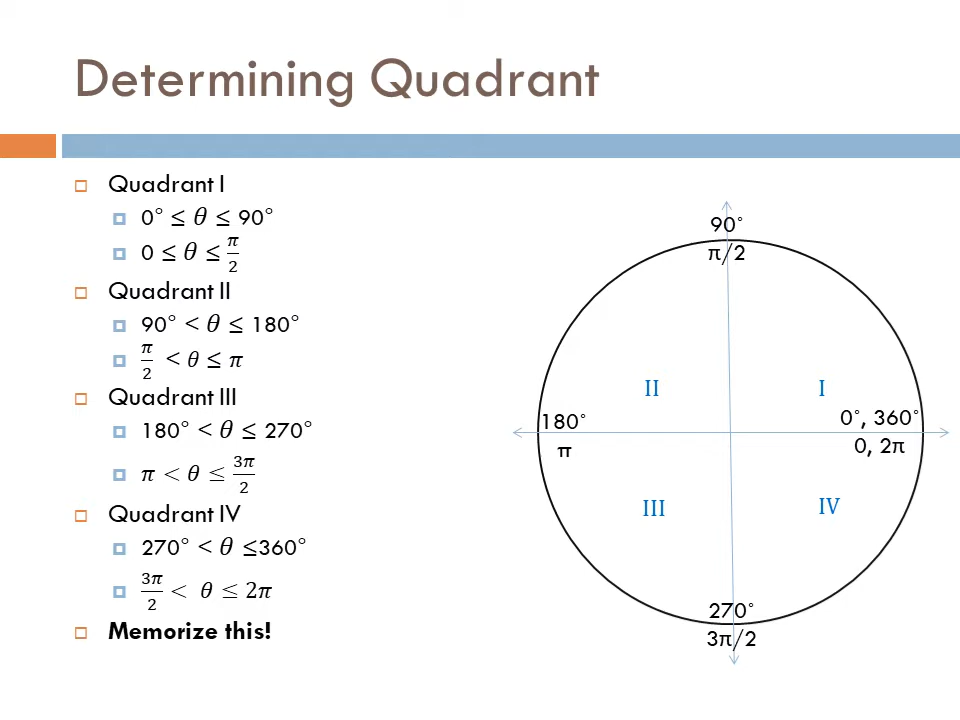 Determining Quadrant
Quadrant I
0° ≤ 𝜃 ≤ 90°
0 ≤ 𝜃 ≤ 𝜋/2
Quadrant II
90° < 𝜃 ≤ 180°
𝜋/2 < 𝜃 ≤ 𝜋
Quadrant III
180° < 𝜃 ≤ 270°
𝜋 < 𝜃 ≤ 3𝜋/2
Quadrant IV
270° < 𝜃 ≤360°
3𝜋/2 < 𝜃 ≤ 2𝜋
Memorize this!
90°
π/2
II
I
180°
π
0°, 360°
0, 2π
III
IV
270°
3π/2